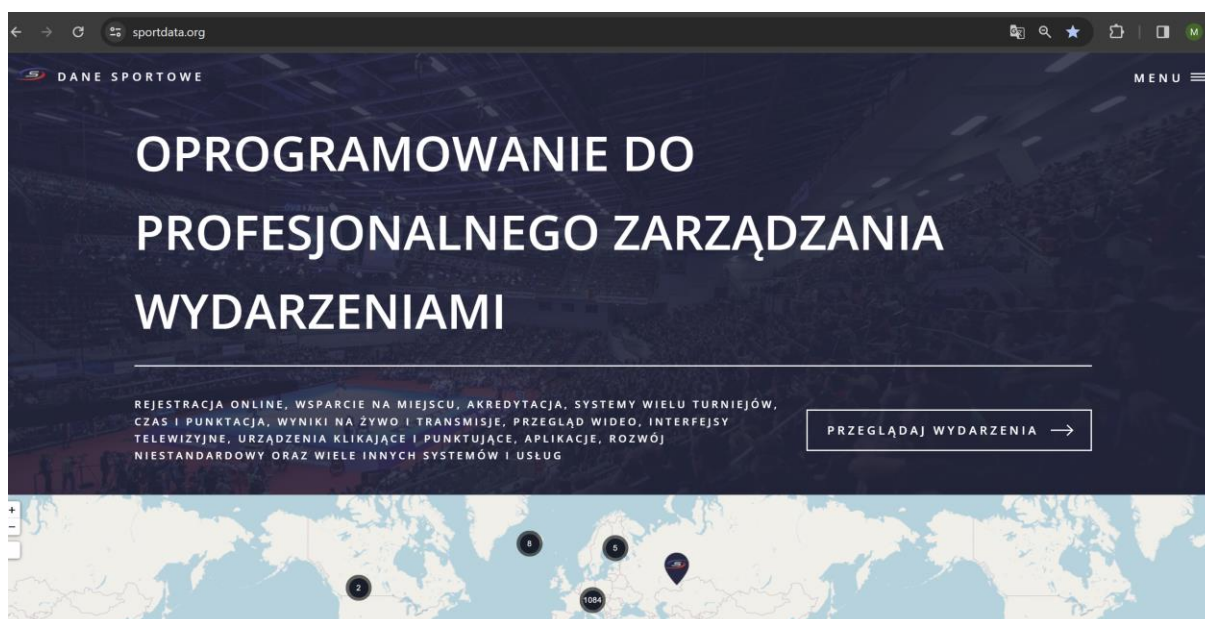 sportdata.org
M
DANE SPORTOWE
MENU
OPROGRAMOWANIE DO
PROFESJONALNEGO ZARZĄDZANIA
WYDARZENIAMI
REJESTRACJA ONLINE, WSPARCIE NA MIEJSCU, AKREDYTACJA, SYSTEMY WIELU TURNIEJÓW,
CZAS I PUNKTACJA, WYNIKI NA ŻYWO I TRANSMISJE, PRZEGLĄD WIDEO, INTERFEJSY
TELEWIZYJNE, URZĄDZENIA KLIKAJĄCE I PUNKTUJĄCE, APLIKACJE, ROZWÓJ
NIESTANDARDOWY ORAZ WIELE INNYCH SYSTEMÓW I USŁUG
PRZEGLĄDAJ WYDARZENIA →
+
−
8
5
2
1084